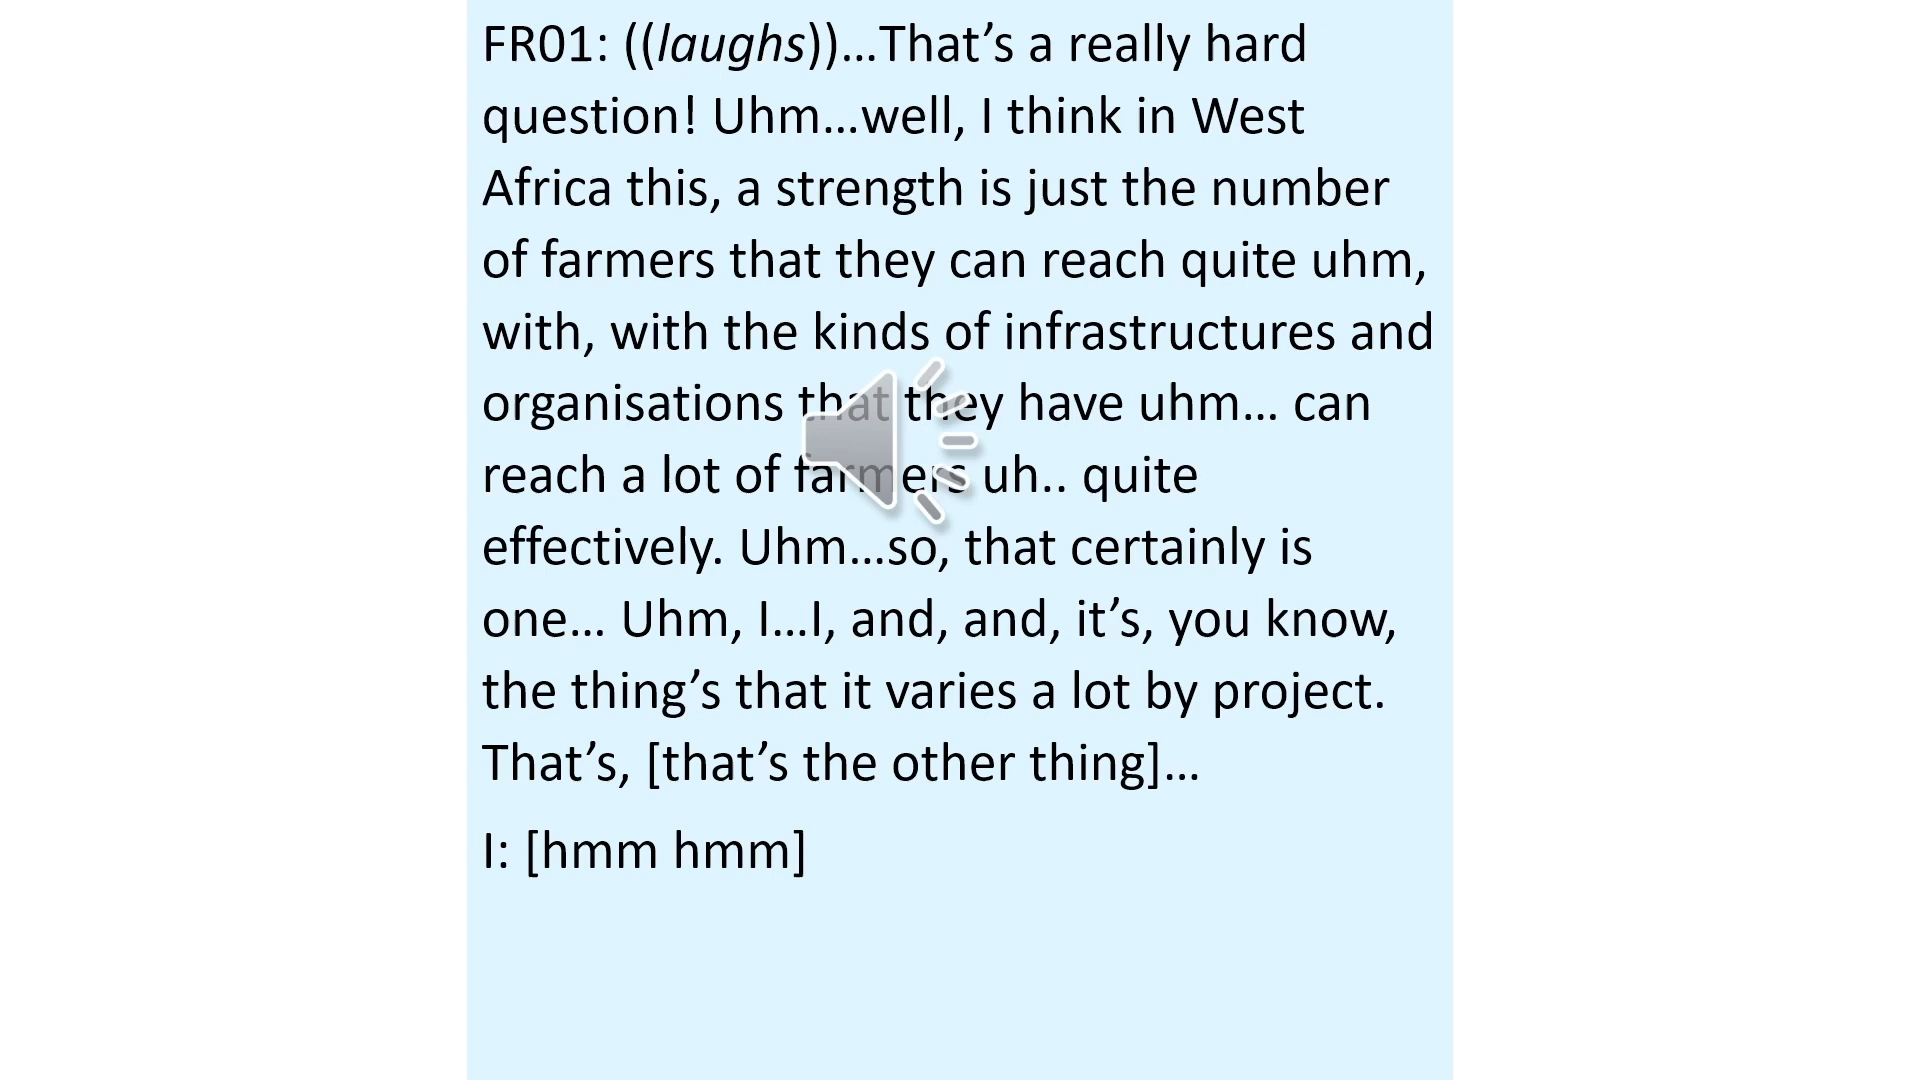 FR01: ((laughs))…That’s a really hard
question! Uhm…well, I think in West
Africa this, a strength is just the number
of farmers that they can reach quite uhm,
with, with the kinds of infrastructures and
organisations that they have uhm… can
reach a lot of farmers uh.. quite
effectively. Uhm…so, that certainly is
one… Uhm, I…I, and, and, it’s, you know,
the thing’s that it varies a lot by project.
That’s, [that’s the other thing]…
I: [hmm hmm]